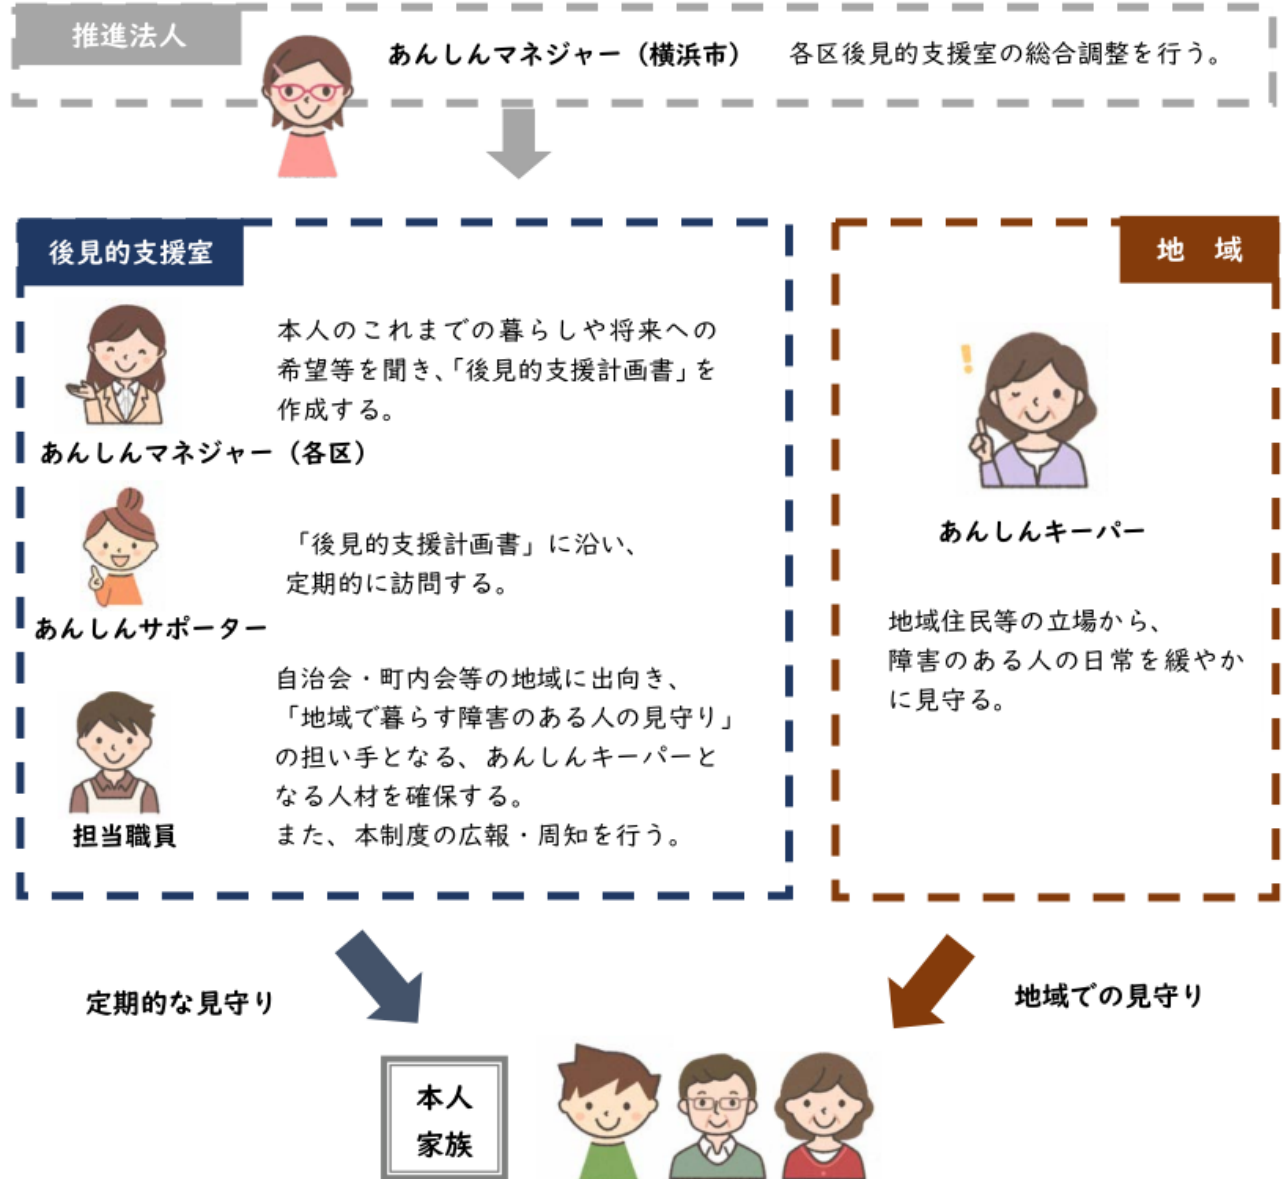 推進法人
あんしんマネジャー（横浜市）　各区後見的支援室の総合調整を行う。
後見的支援室
本人のこれまでの暮らしや将来への
希望等を聞き、「後見的支援計画書」を
作成する。
あんしんマネジャー（各区）
「後見的支援計画書」に沿い、
定期的に訪問する。
あんしんサポーター
自治会・町内会等の地域に出向き、
「地域で暮らす障害のある人の見守り」
の担い手となる、あんしんキーパーと
なる人材を確保する。
また、本制度の広報・周知を行う。
担当職員
地　域
あんしんキーパー
地域住民等の立場から、
障害のある人の日常を緩やか
に見守る。
定期的な見守り
地域での見守り
本人
家族